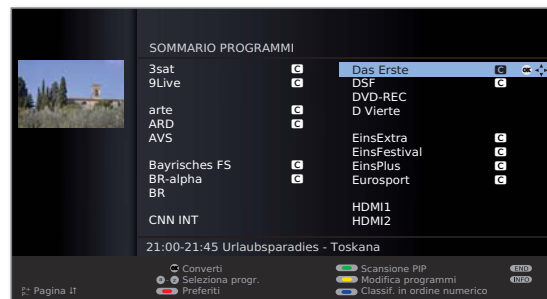 SOMMARIO PROGRAMMI
3sat C
9Live C
arte C
ARD C
AVS
Bayrisches FS C
BR-alpha C
BR
CNN INT
Das Erste C OK
DSF C
DVD-REC
D Vierte
EinsExtra C
EinsFestival C
EinsPlus C
Eurosport C
HDMI1
HDMI2
21:00-21:45 Urlaubsparadies - Toskana
OK Converti
Seleziona progr.
Preferiti
Scansione PIP
Modifica programmi
Classif. in ordine numerico
END
INFO
P+ P- Pagina